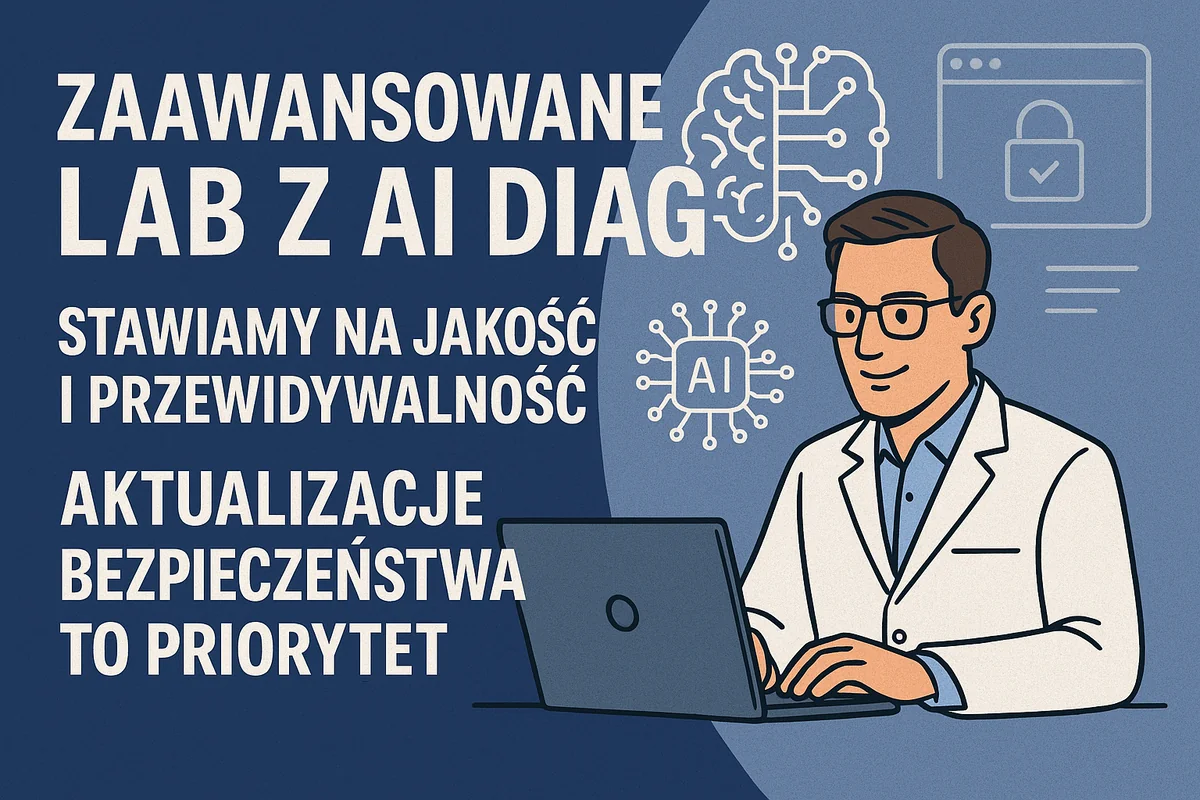 ZAAWANSOWANE
LAB Z AI DIAG
STAWIAMY NA JAKOŚĆ
I PRZEWIDYWALNOŚĆ
AKTUALIZACJE
BEZPIECZEŃSTWA
TO PRIORYTET
AI